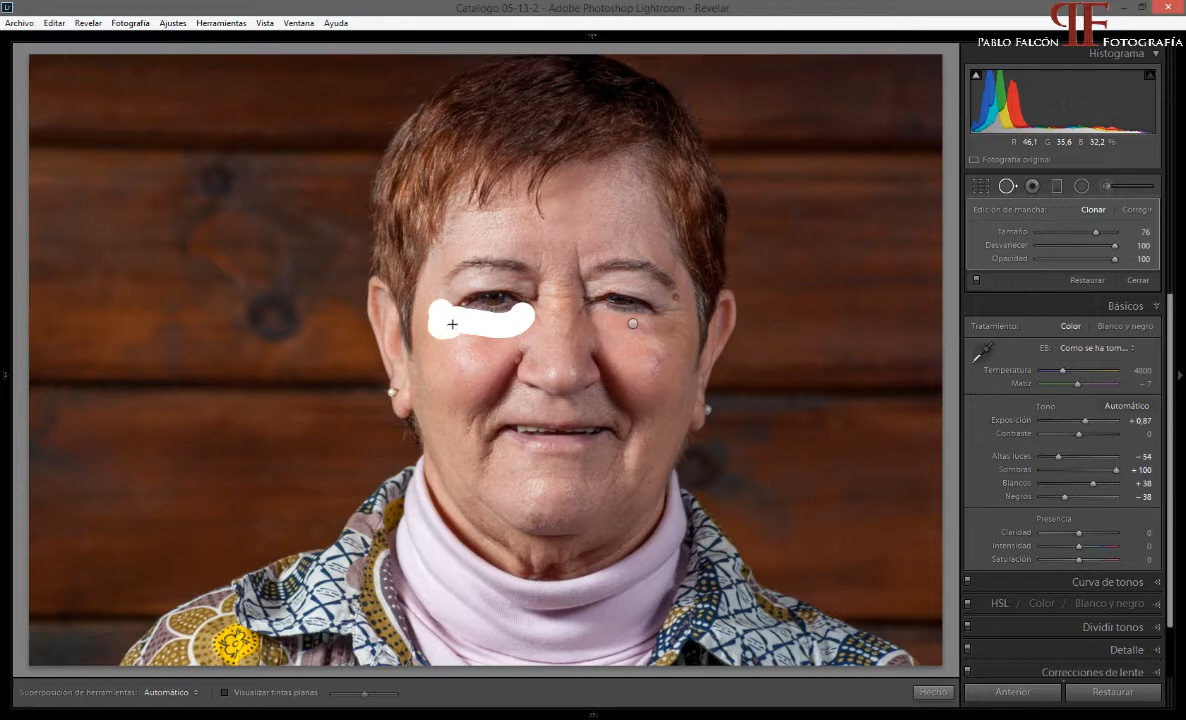 Lr
Catalogo 05-13-2 - Adobe Photoshop Lightroom - Revelar
Archivo Editar Revelar Fotografía Ajustes Herramientas Vista Ventana Ayuda
PF
Pablo Falcón Fotografía
Histograma
R 46,1 G 35,6 B 32,2 %
Fotografía original
Edición de mancha: Clonar Corregir
Tamaño 76
Desvanecer 100
Opacidad 100
Restaurar Cerrar
Básicos
Tratamiento: Color Blanco y negro
EB: Como se ha tom...
Temperatura 4800
Matiz - 7
Tono Automático
Exposición + 0,87
Contraste 0
Altas luces - 54
Sombras + 100
Blancos + 38
Negros - 38
Presencia
Claridad 0
Intensidad 0
Saturación 0
Curva de tonos
HSL / Color / Blanco y negro
Dividir tonos
Detalle
Correcciones de lente
Superposición de herramientas: Automático Visualizar tintas planas Hecho Anterior Restaurar